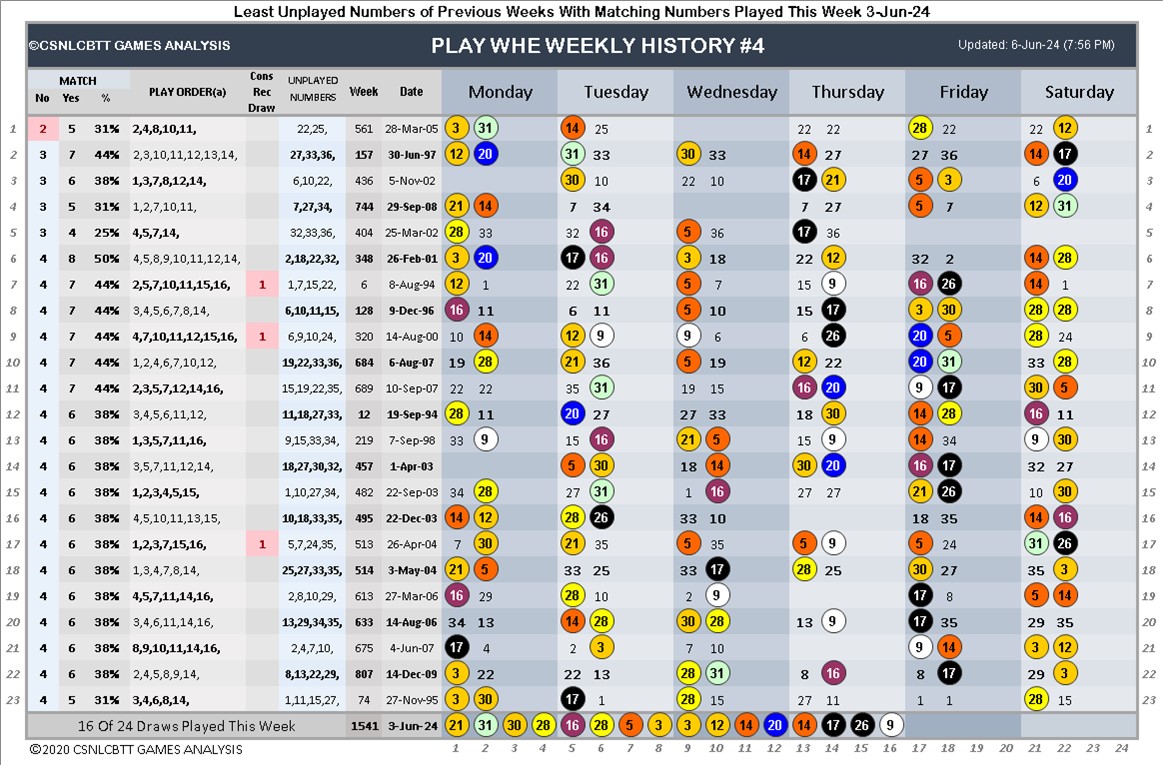 Least Unplayed Numbers of Previous Weeks With Matching Numbers Played This Week 3-Jun-24
©CSNLCBTT GAMES ANALYSIS PLAY WHE WEEKLY HISTORY #4 Updated: 6-Jun-24 (7:56 PM)
MATCH No Yes % PLAY ORDER(a) Cons Rec Draw UNPLAYED NUMBERS Week Date Monday Tuesday Wednesday Thursday Friday Saturday
1 2 5 31% 2,4,8,10,11, 22,25, 561 28-Mar-05 3 31 14 25 22 22 28 22 22 12 1
2 3 7 44% 2,3,10,11,12,13,14, 27,33,36, 157 30-Jun-97 12 20 31 33 30 33 14 27 27 36 14 17 2
3 3 6 38% 1,3,7,8,12,14, 6,10,22, 436 5-Nov-02 30 10 22 10 17 21 5 3 6 20 3
4 3 5 31% 1,2,7,10,11, 7,27,34, 744 29-Sep-08 21 14 7 34 7 27 5 7 12 31 4
5 3 4 25% 4,5,7,14, 32,33,36, 404 25-Mar-02 28 33 32 16 5 36 17 36 5
6 4 8 50% 4,5,8,9,10,11,12,14, 2,18,22,32, 348 26-Feb-01 3 20 17 16 3 18 22 12 32 2 14 28 6
7 4 7 44% 2,5,7,10,11,15,16, 1 1,7,15,22, 6 8-Aug-94 12 1 22 31 5 7 15 9 16 26 14 1 7
8 4 7 44% 3,4,5,6,7,8,14, 6,10,11,15, 128 9-Dec-96 16 11 6 11 5 10 15 17 3 30 28 28 8
9 4 7 44% 4,7,10,11,12,15,16, 1 6,9,10,24, 320 14-Aug-00 10 14 12 9 9 6 6 26 20 5 28 24 9
10 4 7 44% 1,2,4,6,7,10,12, 19,22,33,36, 684 6-Aug-07 19 28 21 36 5 19 12 22 20 31 33 28 10
11 4 7 44% 2,3,5,7,12,14,16, 15,19,22,35, 689 10-Sep-07 22 22 35 31 19 15 16 20 9 17 30 5 11
12 4 6 38% 3,4,5,6,11,12, 11,18,27,33, 12 19-Sep-94 28 11 20 27 27 33 18 30 14 28 16 11 12
13 4 6 38% 1,3,5,7,11,16, 9,15,33,34, 219 7-Sep-98 33 9 15 16 21 5 15 9 14 34 9 30 13
14 4 6 38% 3,5,7,11,12,14, 18,27,30,32, 457 1-Apr-03 5 30 18 14 30 20 16 17 32 27 14
15 4 6 38% 1,2,3,4,5,15, 1,10,27,34, 482 22-Sep-03 34 28 27 31 1 16 27 27 21 26 10 30 15
16 4 6 38% 4,5,10,11,13,15, 10,18,33,35, 495 22-Dec-03 14 12 28 26 33 10 18 35 14 16 16
17 4 6 38% 1,2,3,7,15,16, 1 5,7,24,35, 513 26-Apr-04 7 30 21 35 5 35 5 9 5 24 31 26 17
18 4 6 38% 1,3,4,7,8,14, 25,27,33,35, 514 3-May-04 21 5 33 25 33 17 28 25 30 27 35 3 18
19 4 6 38% 4,5,7,11,14,16, 2,8,10,29, 613 27-Mar-06 16 29 28 10 2 9 17 8 5 14 19
20 4 6 38% 3,4,6,11,14,16, 13,29,34,35, 633 14-Aug-06 34 13 14 28 30 28 13 9 17 35 29 35 20
21 4 6 38% 8,9,10,11,14,16, 2,4,7,10, 675 4-Jun-07 17 4 2 3 7 10 9 14 3 12 21
22 4 6 38% 2,4,5,8,9,14, 8,13,22,29, 807 14-Dec-09 3 22 22 13 28 31 8 16 8 17 29 3 22
23 4 5 31% 3,4,6,8,14, 1,11,15,27, 74 27-Nov-95 3 30 17 1 28 15 27 11 1 1 28 15 23
16 Of 24 Draws Played This Week 1541 3-Jun-24 21 31 30 28 16 28 5 3 3 12 14 20 14 17 26 9
©2020 CSNLCBTT GAMES ANALYSIS 1 2 3 4 5 6 7 8 9 10 11 12 13 14 15 16 17 18 19 20 21 22 23 24